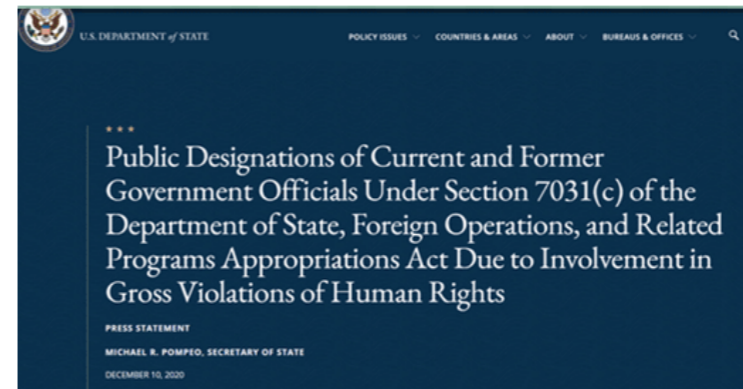 U.S. DEPARTMENT of STATE
POLICY ISSUES
COUNTRIES & AREAS
ABOUT
BUREAUS & OFFICES
Public Designations of Current and Former
Government Officials Under Section 7031(c) of the
Department of State, Foreign Operations, and Related
Programs Appropriations Act Due to Involvement in
Gross Violations of Human Rights
PRESS STATEMENT
MICHAEL R. POMPEO, SECRETARY OF STATE
DECEMBER 10, 2020